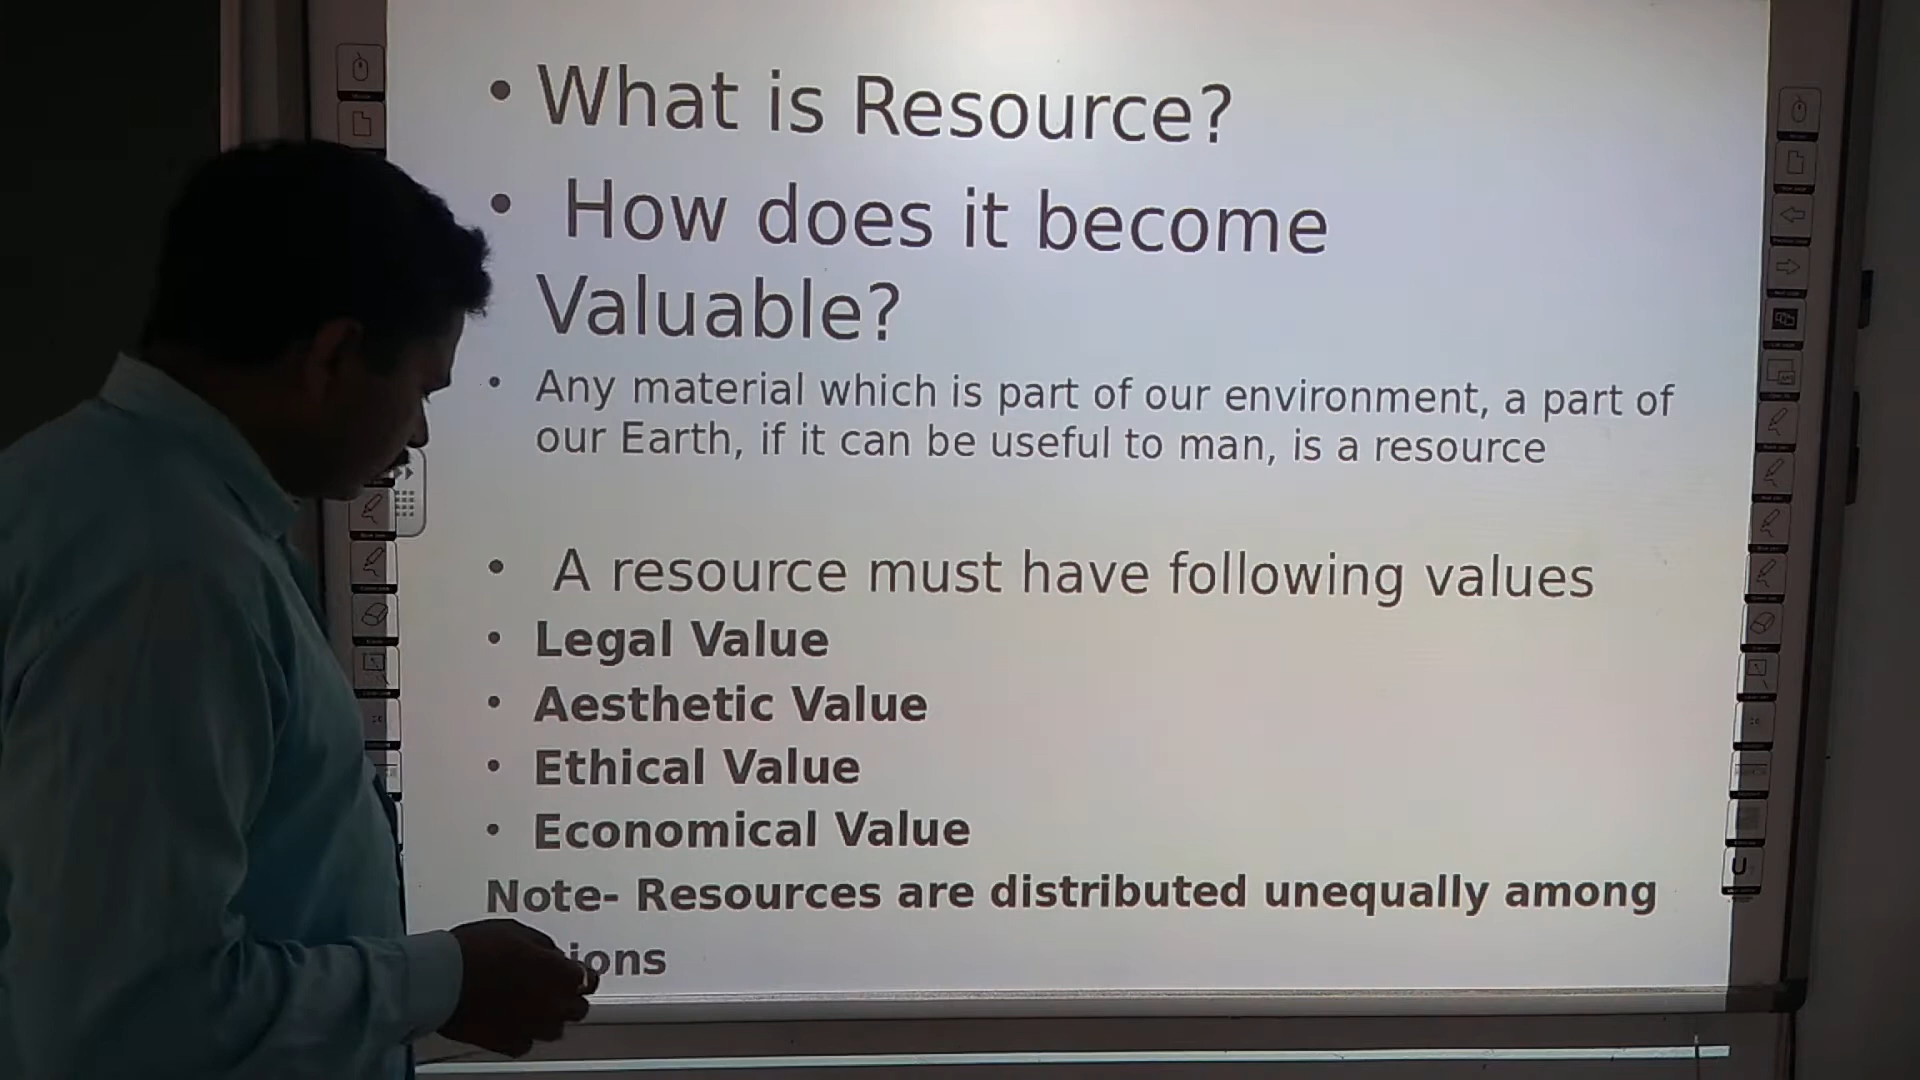 • What is Resource?
• How does it become
Valuable?
• Any material which is part of our environment, a part of
our Earth, if it can be useful to man, is a resource
• A resource must have following values
• Legal Value
• Aesthetic Value
• Ethical Value
• Economical Value
Note- Resources are distributed unequally among